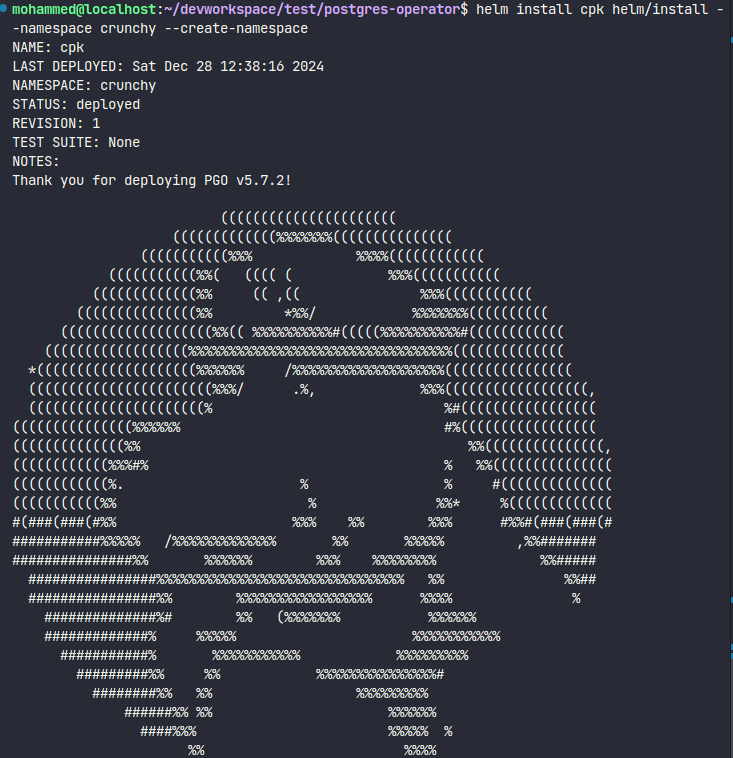 mohammed@localhost:~/devworkspace/test/postgres-operator$ helm install cpk helm/install -
-namespace crunchy --create-namespace
NAME: cpk
LAST DEPLOYED: Sat Dec 28 12:38:16 2024
NAMESPACE: crunchy
STATUS: deployed
REVISION: 1
TEST SUITE: None
NOTES:
Thank you for deploying PGO v5.7.2!